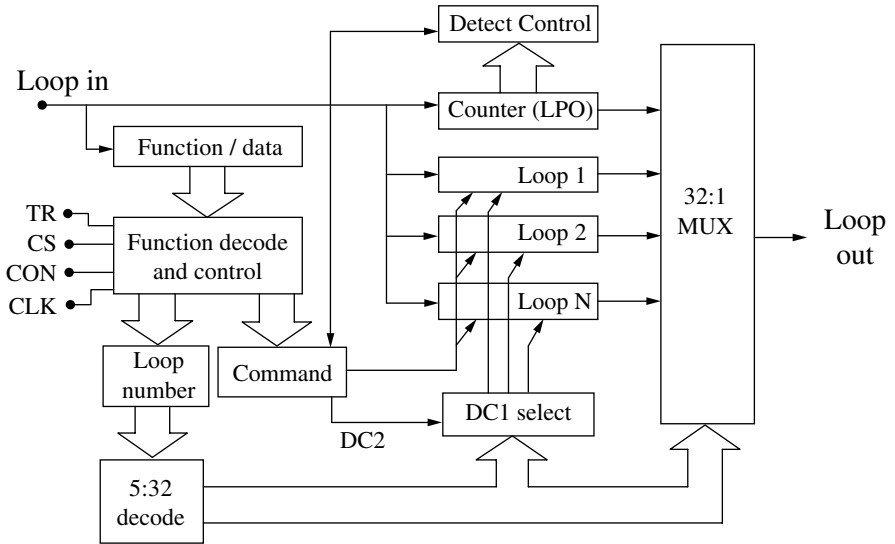 Detect Control
Loop in
Counter (LPO)
Function / data
Loop 1
32:1
MUX
TR
CS
CON
CLK
Function decode
and control
Loop 2
Loop
out
Loop N
Loop
number
Command
DC1 select
DC2
5:32
decode